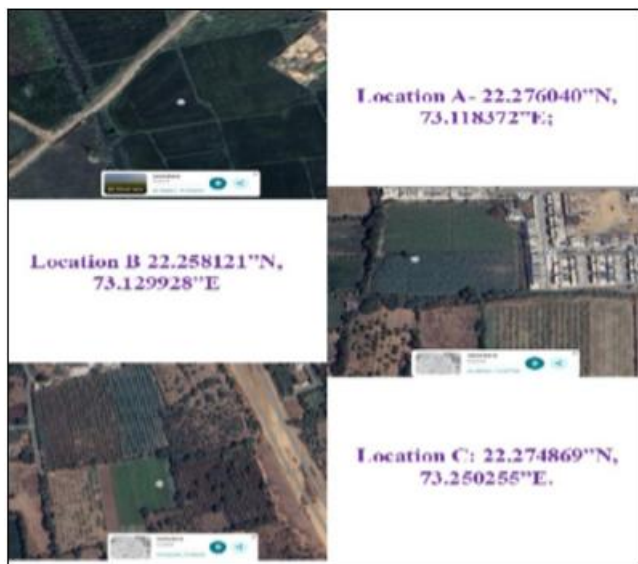 Location A- 22.276040”N,
73.118372”E;
Location B 22.258121”N,
73.129928”E
Location C: 22.274869”N,
73.250255”E.